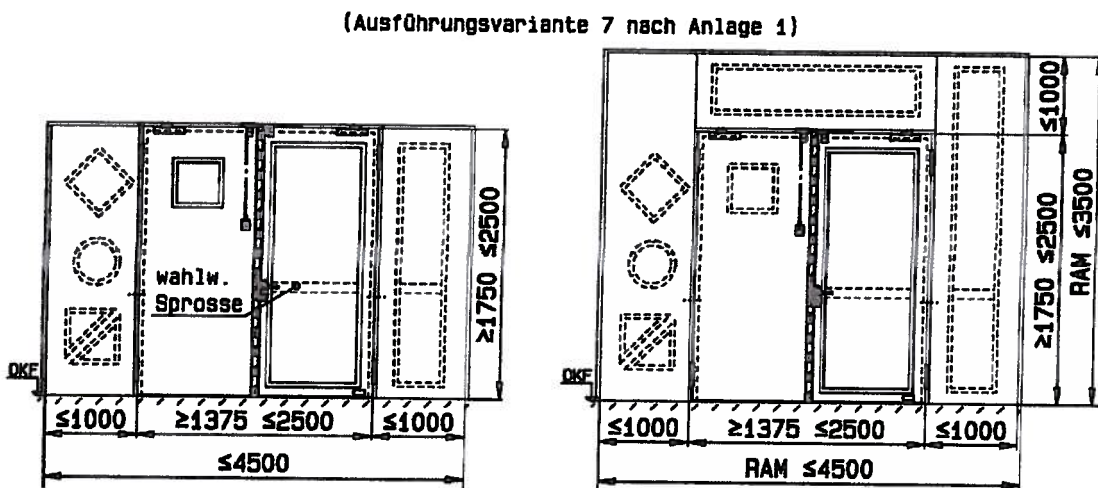 (Ausführungsvariante 7 nach Anlage 1)
wahlw.
Sprosse
OKF
≥1750 ≤2500
≤1000
≥1375 ≤2500
≤1000
≤4500
≤1000
≥1750 ≤2500
RAM ≤3500
OKF
≤1000
≥1375 ≤2500
≤1000
RAM ≤4500